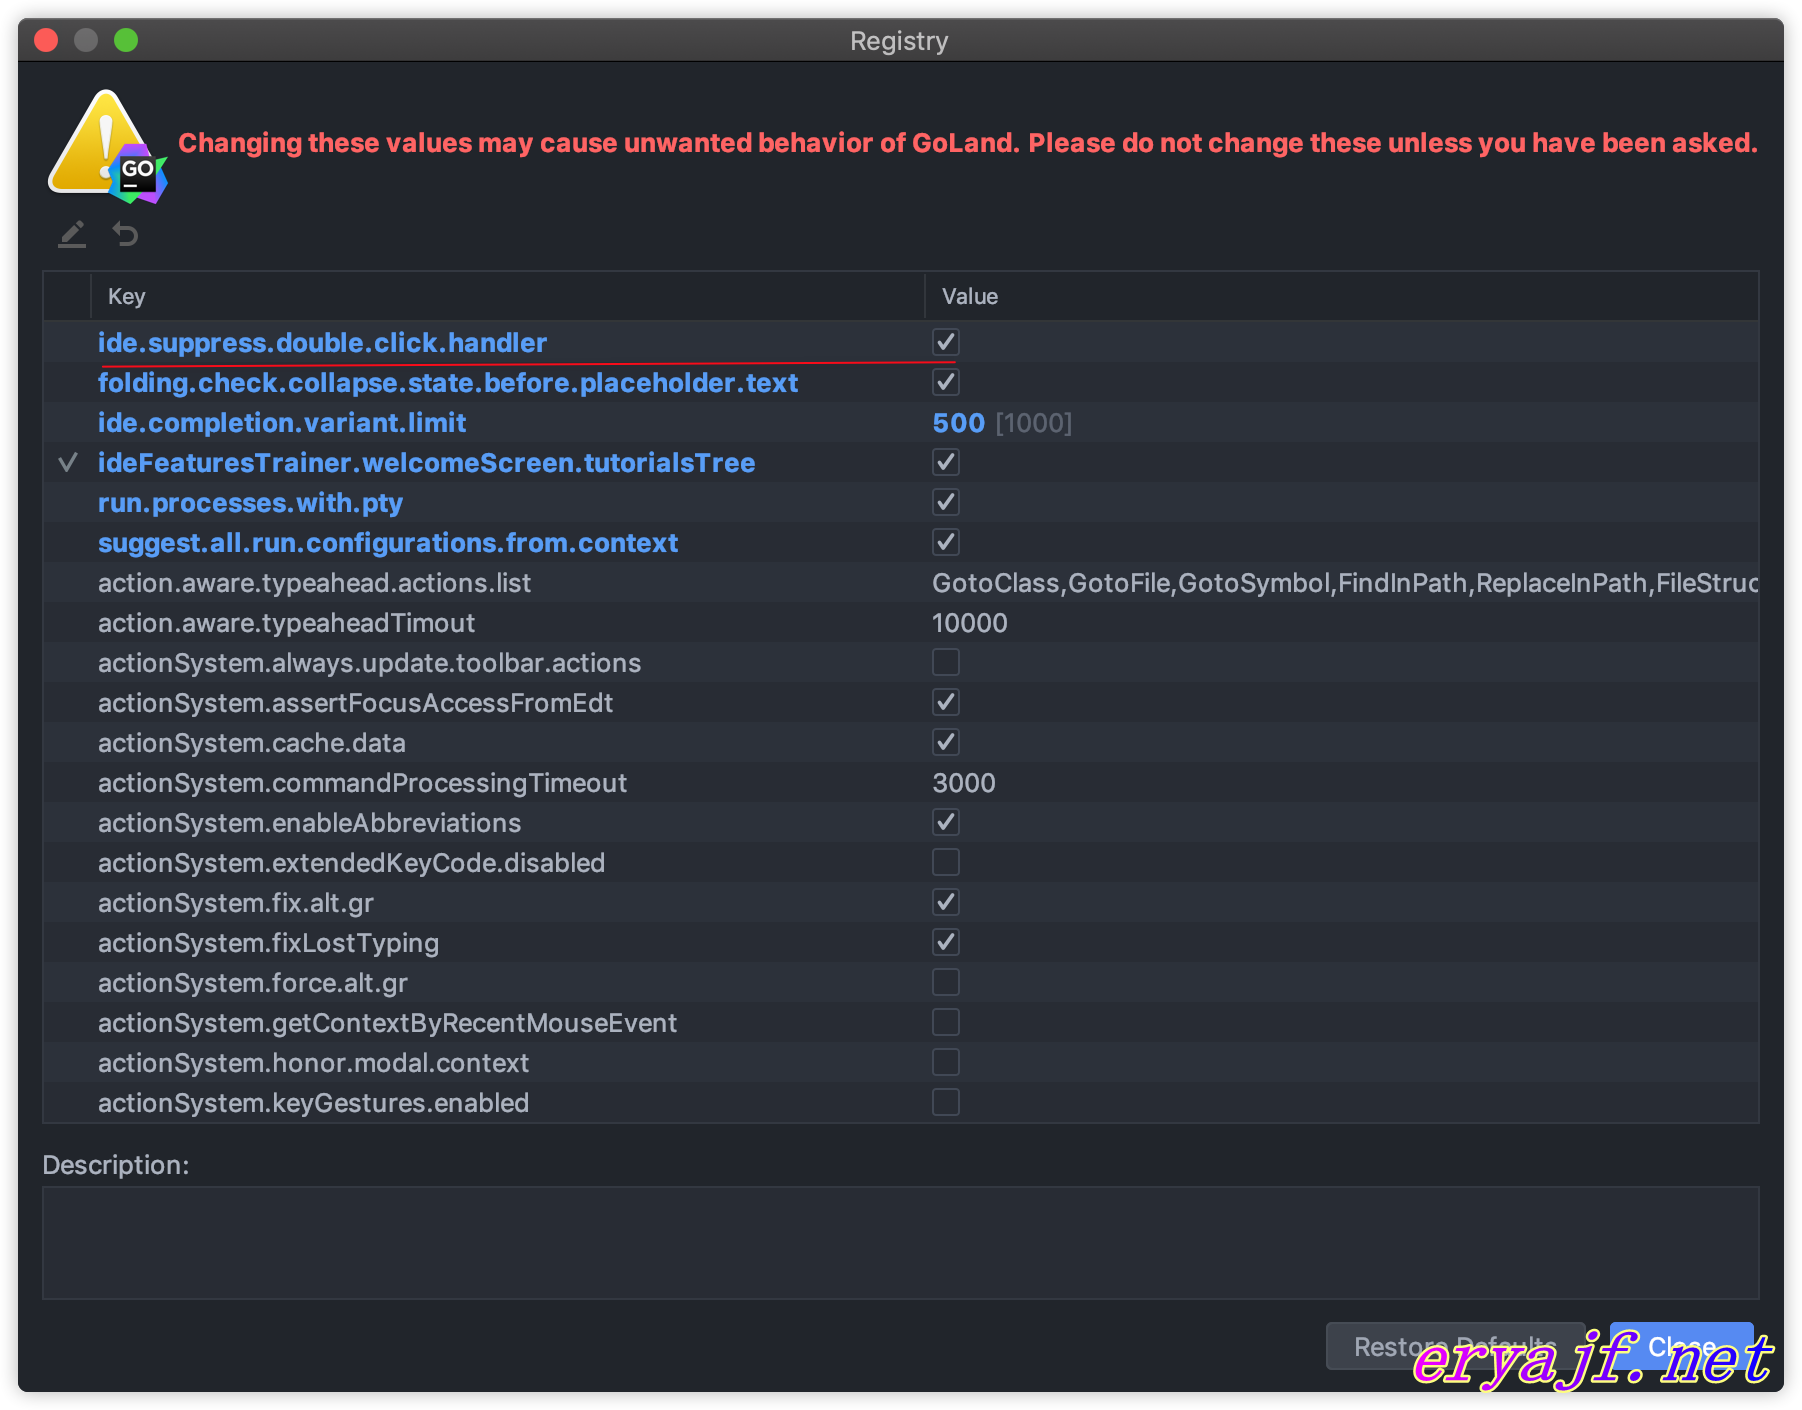 Registry
Changing these values may cause unwanted behavior of GoLand. Please do not change these unless you have been asked.
GO
Key Value
ide.suppress.double.click.handler
folding.check.collapse.state.before.placeholder.text
ide.completion.variant.limit 500 [1000]
ideFeaturesTrainer.welcomeScreen.tutorialsTree
run.processes.with.pty
suggest.all.run.configurations.from.context
action.aware.typeahead.actions.list GotoClass,GotoFile,GotoSymbol,FindInPath,ReplaceInPath,FileStruc
action.aware.typeaheadTimout 10000
actionSystem.always.update.toolbar.actions
actionSystem.assertFocusAccessFromEdt
actionSystem.cache.data
actionSystem.commandProcessingTimeout 3000
actionSystem.enableAbbreviations
actionSystem.extendedKeyCode.disabled
actionSystem.fix.alt.gr
actionSystem.fixLostTyping
actionSystem.force.alt.gr
actionSystem.getContextByRecentMouseEvent
actionSystem.honor.modal.context
actionSystem.keyGestures.enabled
Description:
Restore Defaults Close
eryajf.net